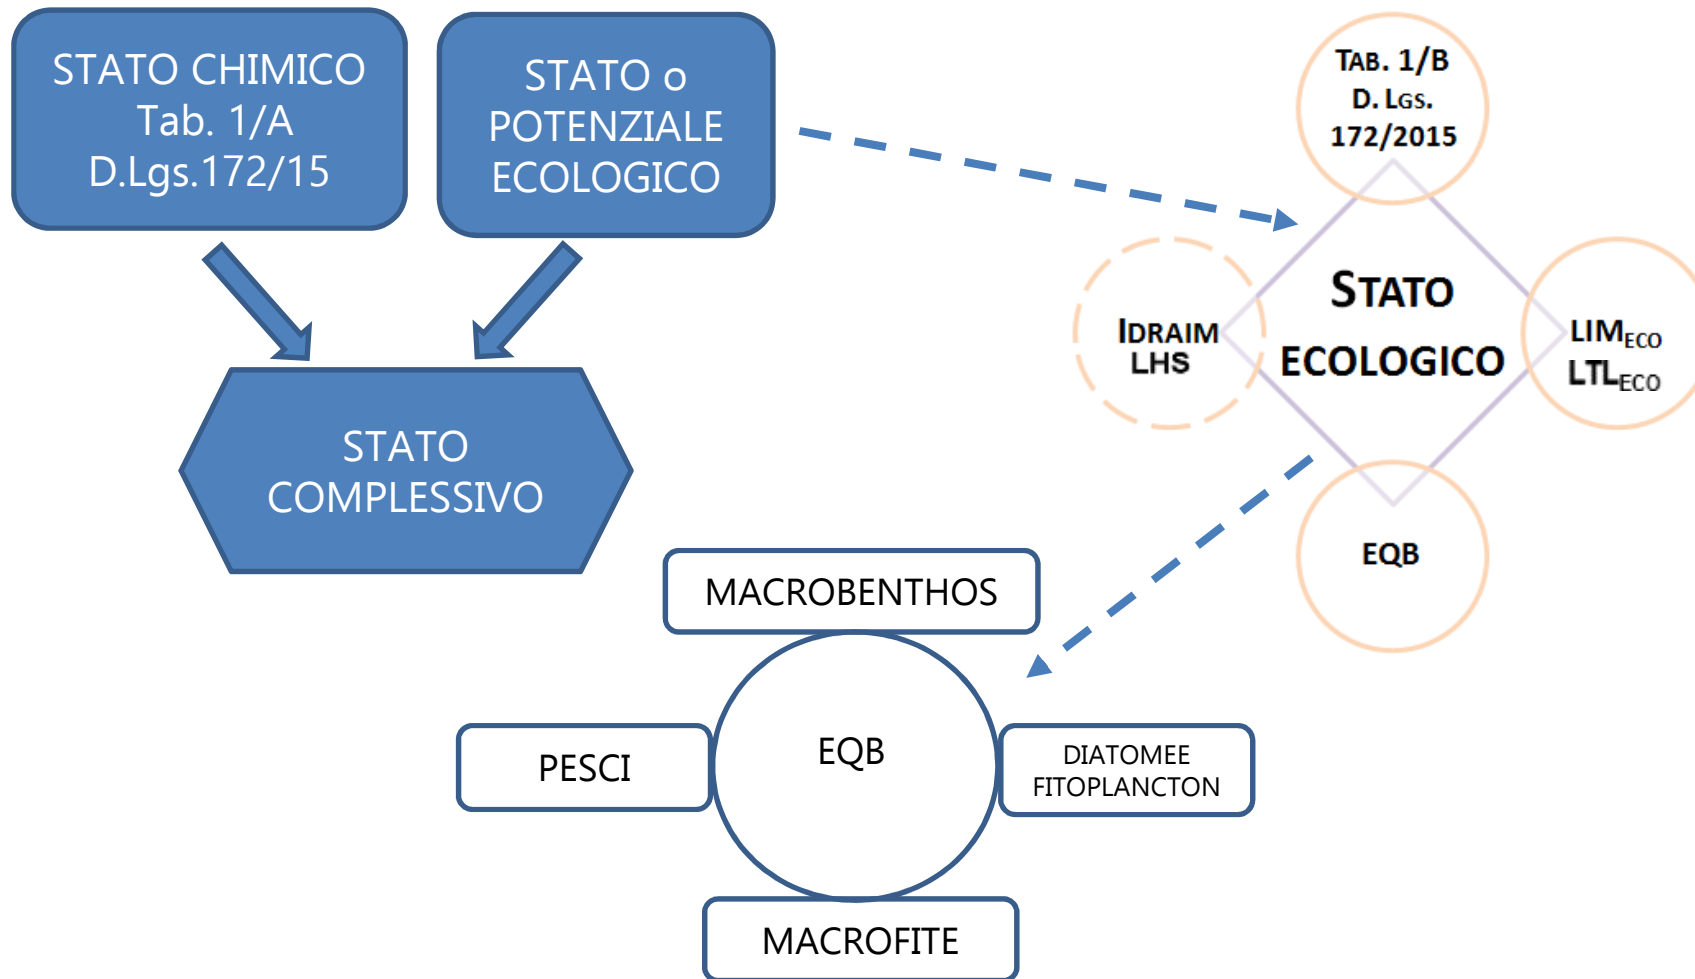 STATO CHIMICO
Tab. 1/A
D.Lgs.172/15
STATO o
POTENZIALE
ECOLOGICO
STATO
COMPLESSIVO
TAB. 1/B
D. LGS.
172/2015
IDRAIM
LHS
STATO
ECOLOGICO
LIMECO
LTLECO
EQB
MACROBENTHOS
PESCI
EQB
DIATOMEE
FITOPLANCTON
MACROFITE